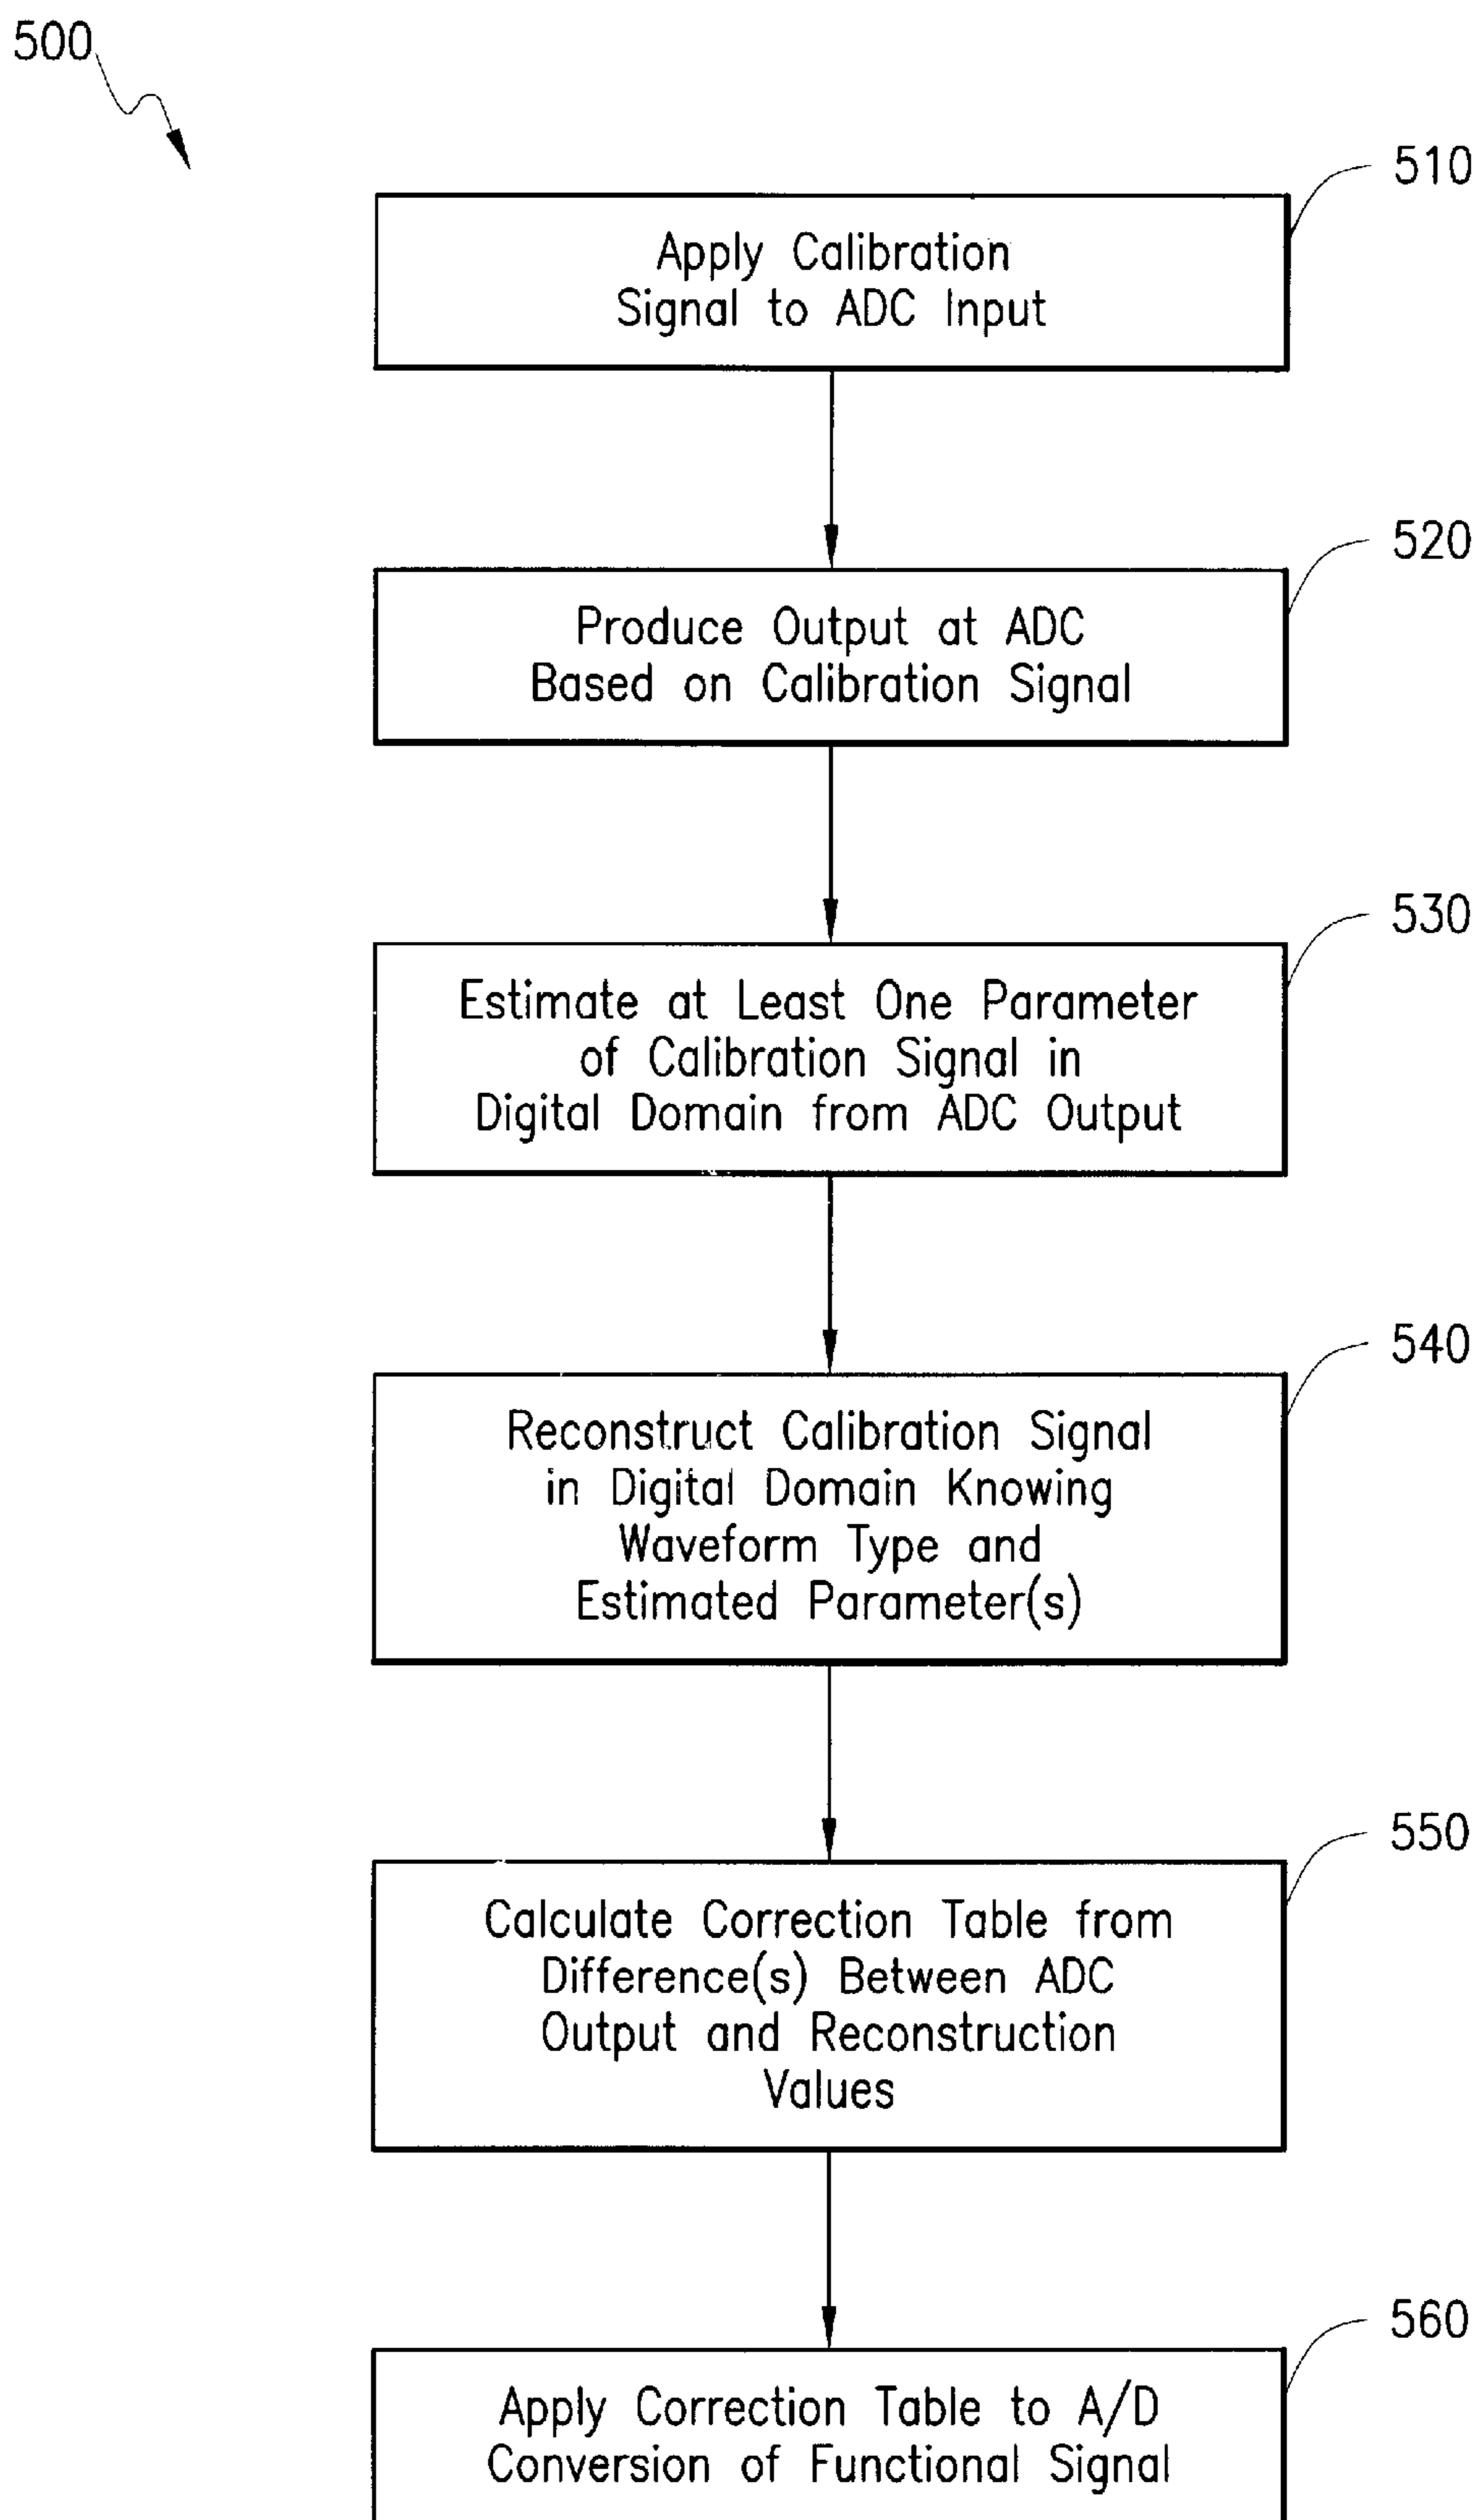 500
510
Apply Calibration
Signal to ADC Input
520
Produce Output at ADC
Based on Calibration Signal
530
Estimate at Least One Parameter
of Calibration Signal in
Digital Domain from ADC Output
540
Reconstruct Calibration Signal
in Digital Domain Knowing
Waveform Type and
Estimated Parameter(s)
550
Calculate Correction Table from
Difference(s) Between ADC
Output and Reconstruction
Values
560
Apply Correction Table to A/D
Conversion of Functional Signal